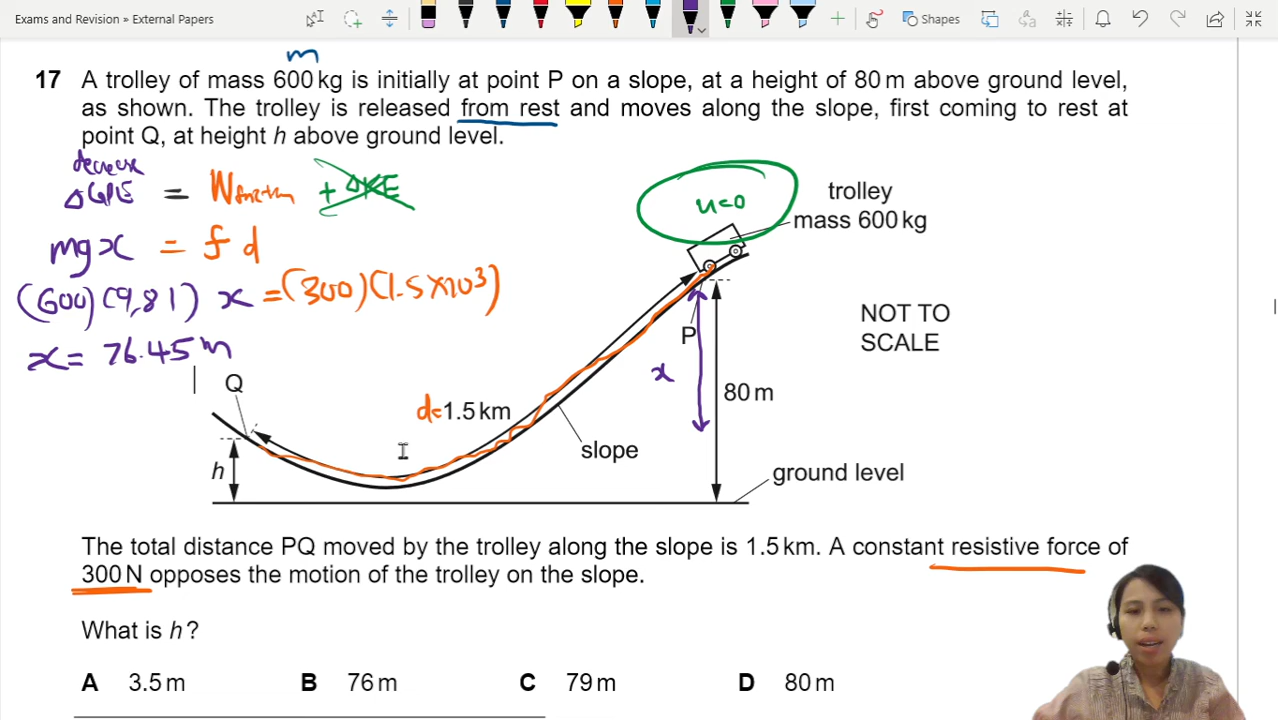 Exams and Revision » External Papers
Shapes
m
17 A trolley of mass 600 kg is initially at point P on a slope, at a height of 80 m above ground level,
as shown. The trolley is released from rest and moves along the slope, first coming to rest at
point Q, at height h above ground level.
decrease
ΔGPE = Wfriction + ΔKE
mgx = f d
(600)(9.81) x = (300)(1.5×10³)
x = 76.45 m
u=0
trolley
mass 600 kg
NOT TO
SCALE
P
x
80 m
Q
d=1.5 km
slope
h
ground level
The total distance PQ moved by the trolley along the slope is 1.5 km. A constant resistive force of
300 N opposes the motion of the trolley on the slope.
What is h?
A 3.5 m B 76 m C 79 m D 80 m